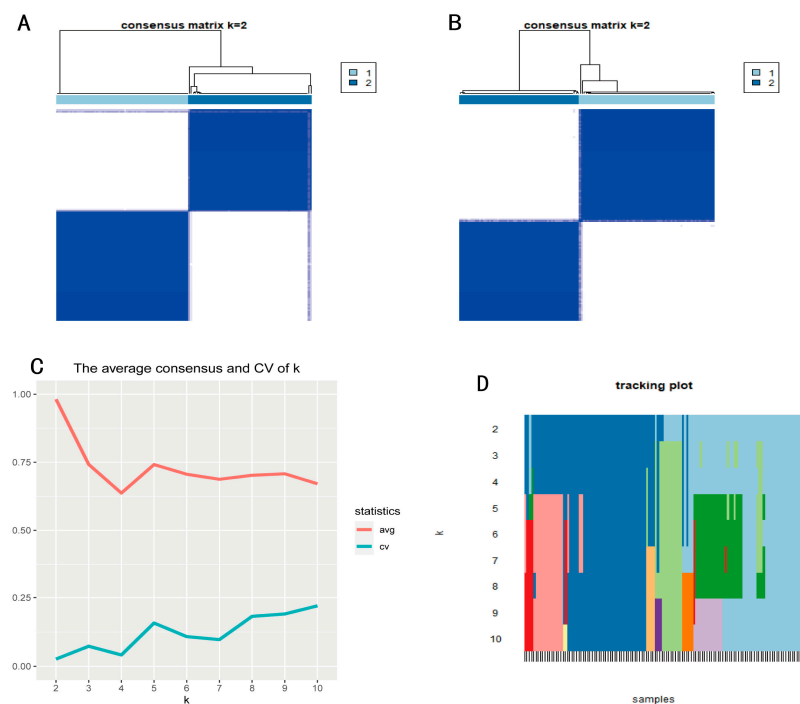 A
consensus matrix k=2
1
2
B
consensus matrix k=2
1
2
C
The average consensus and CV of k
1.00
0.75
0.50
0.25
0.00
2 3 4 5 6 7 8 9 10
k
statistics
avg
cv
D
tracking plot
2
3
4
5
6
7
8
9
10
k
samples